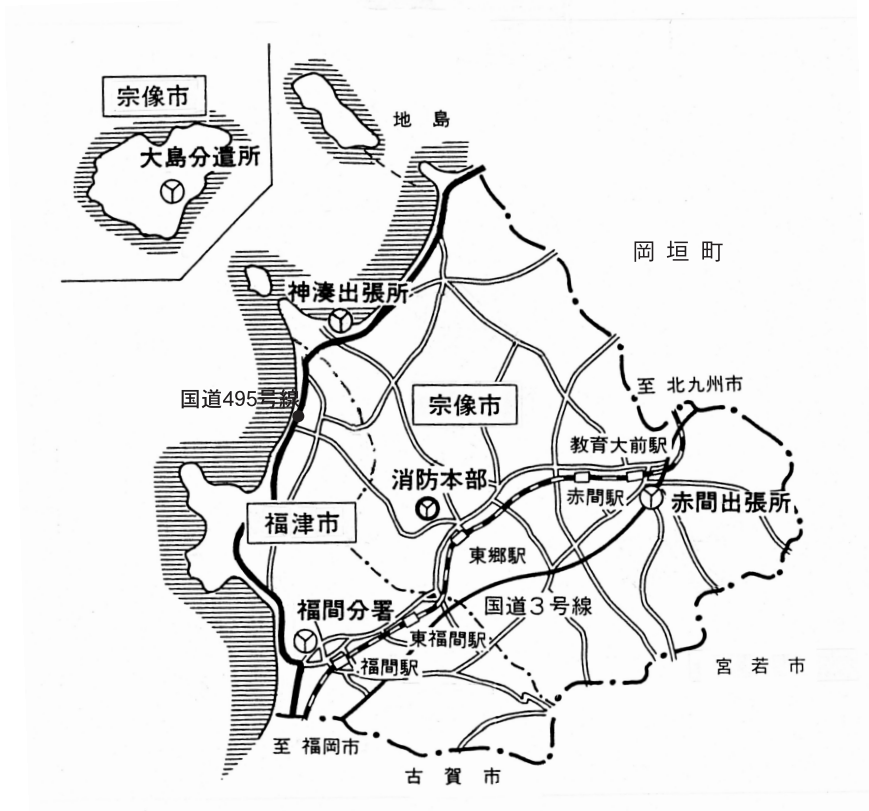 宗像市
地島
大島分遣所
岡垣町
神湊出張所
至 北九州市
国道495号線
宗像市
教育大前駅
消防本部
赤間駅
赤間出張所
福津市
東郷駅
福間分署
国道3号線
東福間駅
福間駅
宮若市
至 福岡市
古賀市